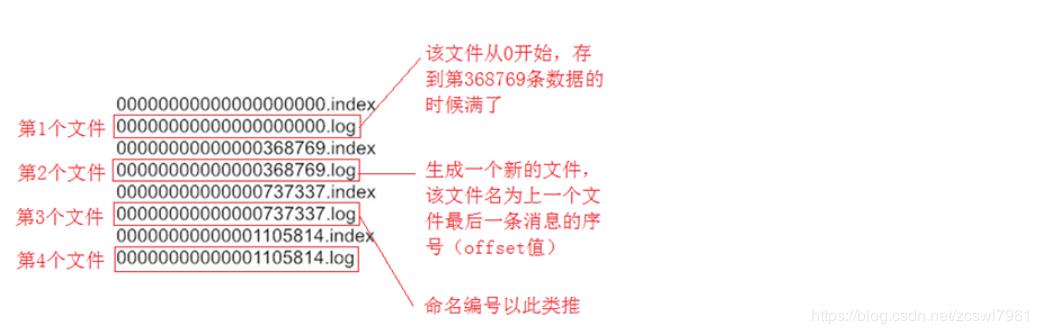 该文件从0开始，存
到第368769条数据的
时候满了
00000000000000000000.index
第1个文件 00000000000000000000.log
00000000000000368769.index
第2个文件 00000000000000368769.log
生成一个新的文件，
该文件名为上一个文
件最后一条消息的序
号（offset值）
00000000000000737337.index
第3个文件 00000000000000737337.log
00000000000001105814.index
第4个文件 00000000000001105814.log
命名编号以此类推
https://blog.csdn.net/zcswl7961